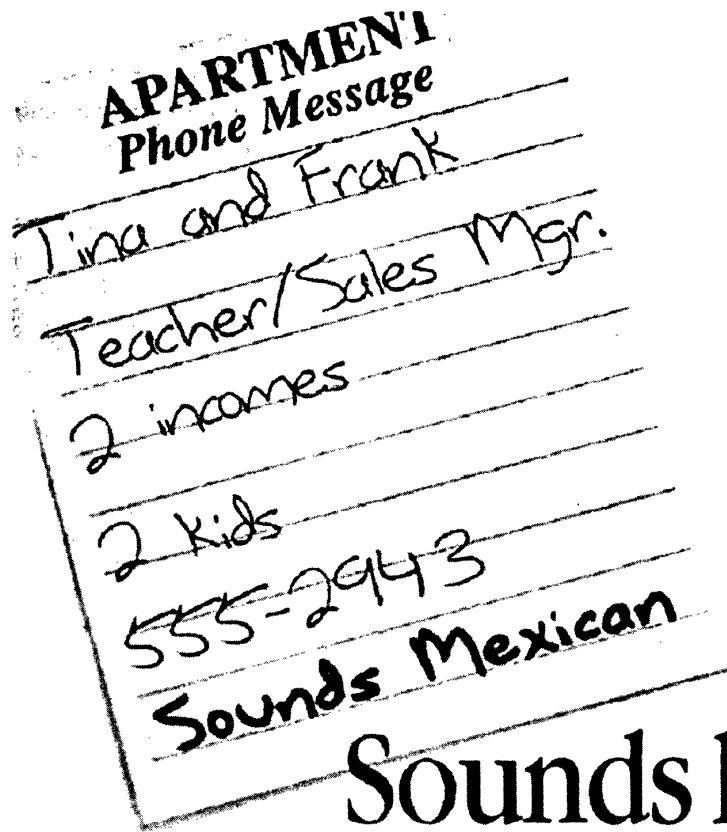 APARTMENT
Phone Message
Tina and Frank
Teacher/Sales Mgr.
2 incomes
2 kids
555-2943
Sounds Mexican
Sounds